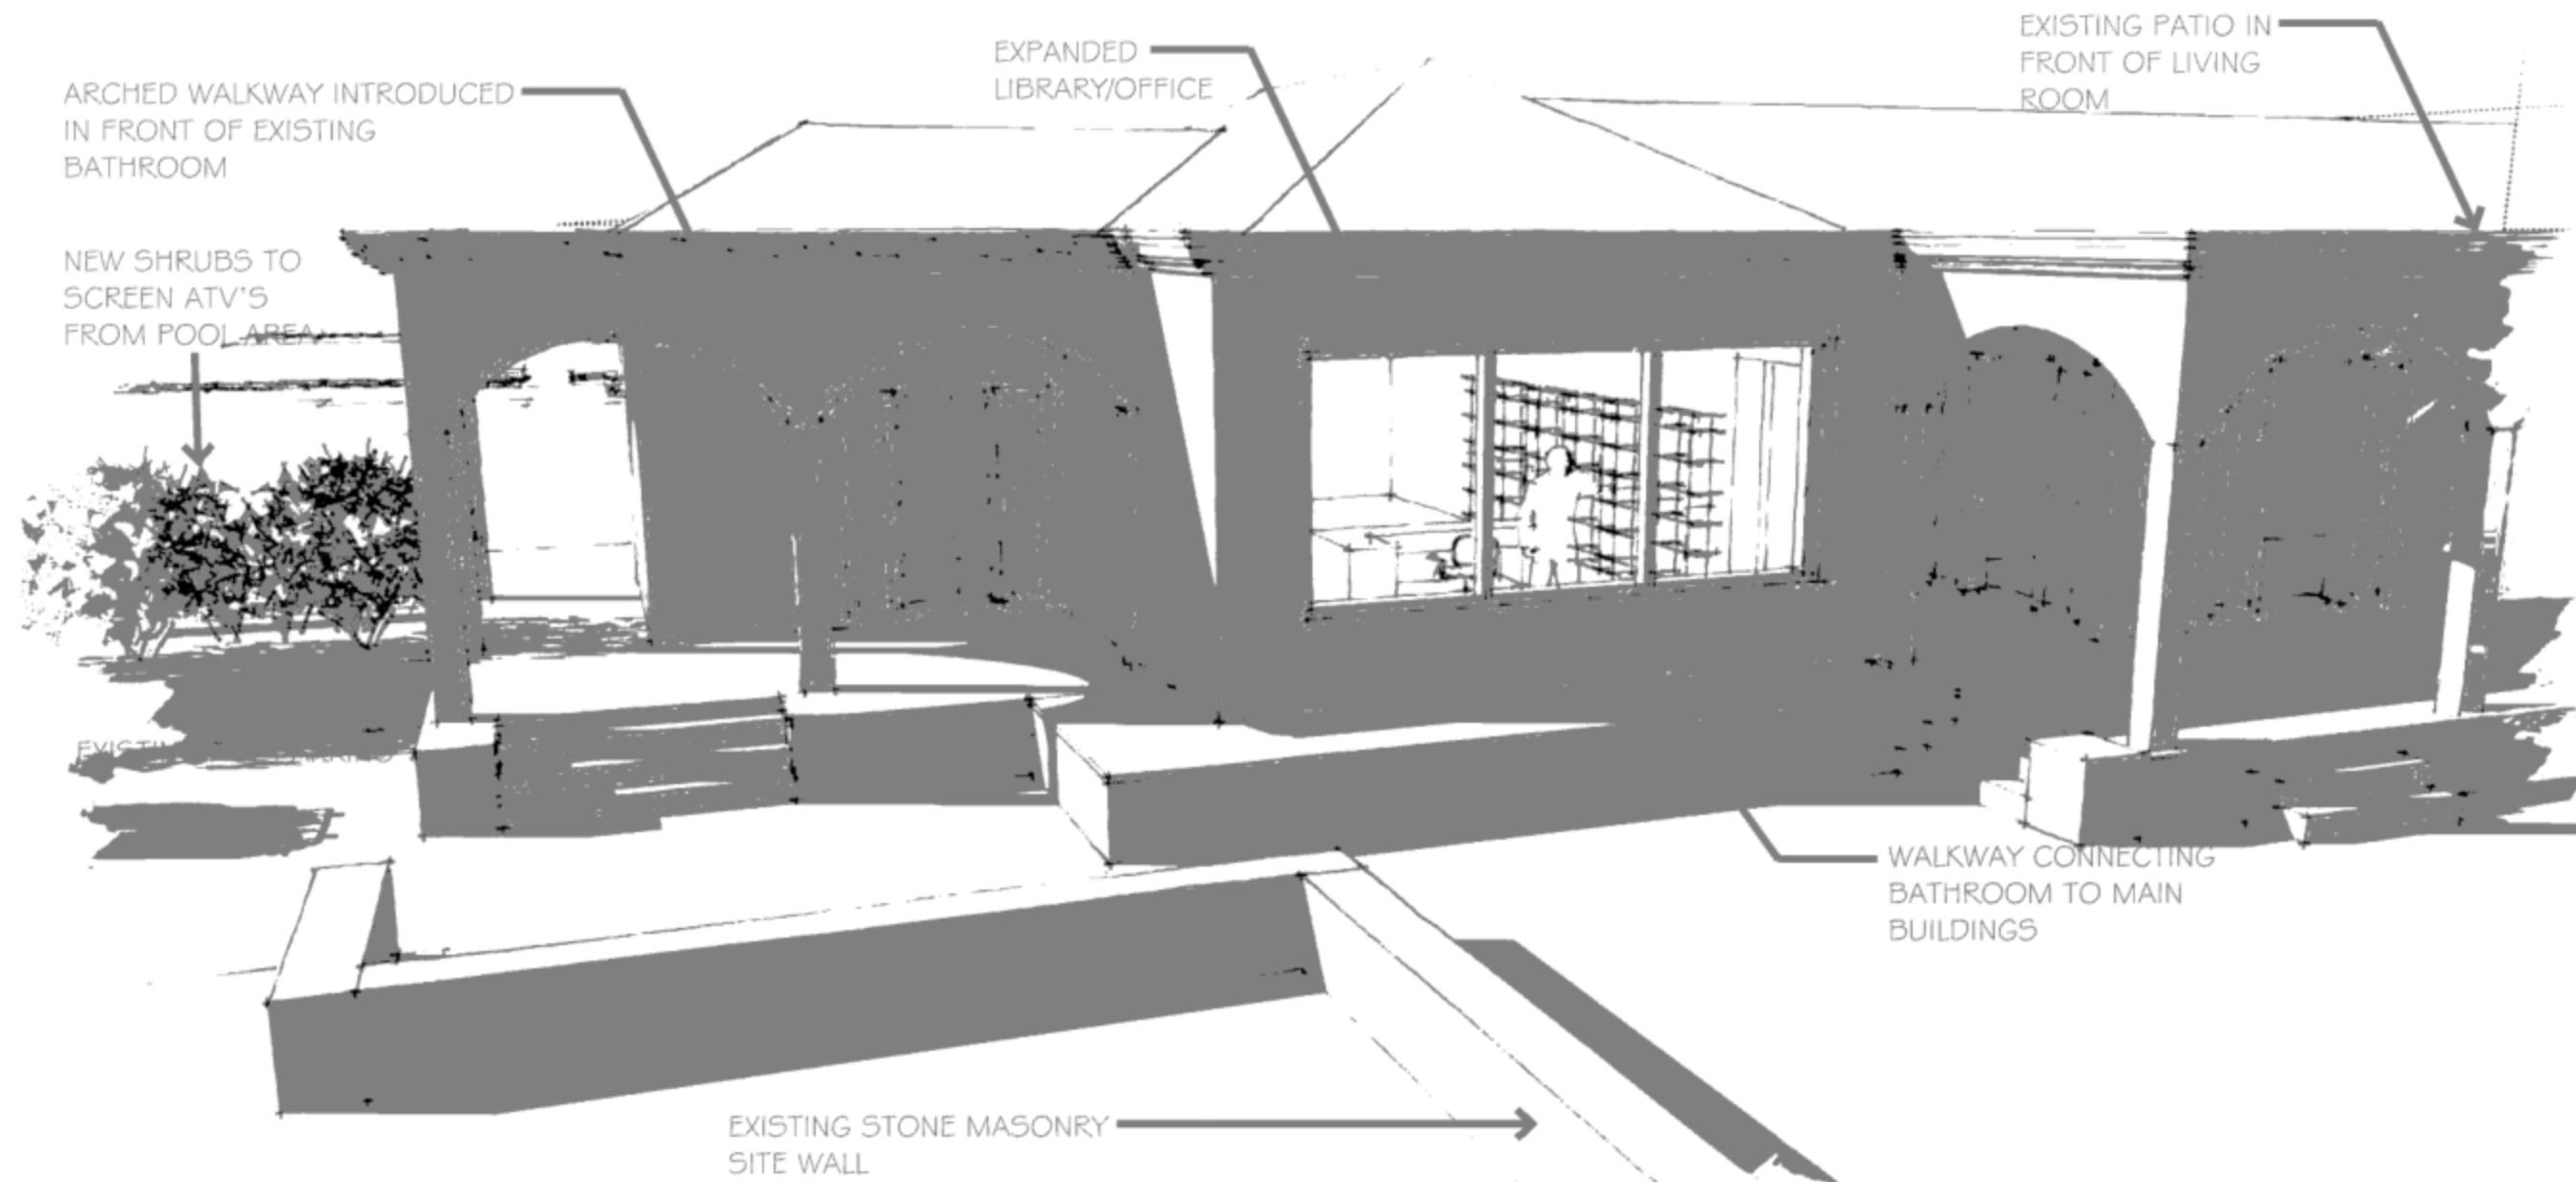 ARCHED WALKWAY INTRODUCED
IN FRONT OF EXISTING
BATHROOM
EXPANDED
LIBRARY/OFFICE
EXISTING PATIO IN
FRONT OF LIVING
ROOM
NEW SHRUBS TO
SCREEN ATV'S
FROM POOL AREA
WALKWAY CONNECTING
BATHROOM TO MAIN
BUILDINGS
EXISTING STONE MASONRY
SITE WALL